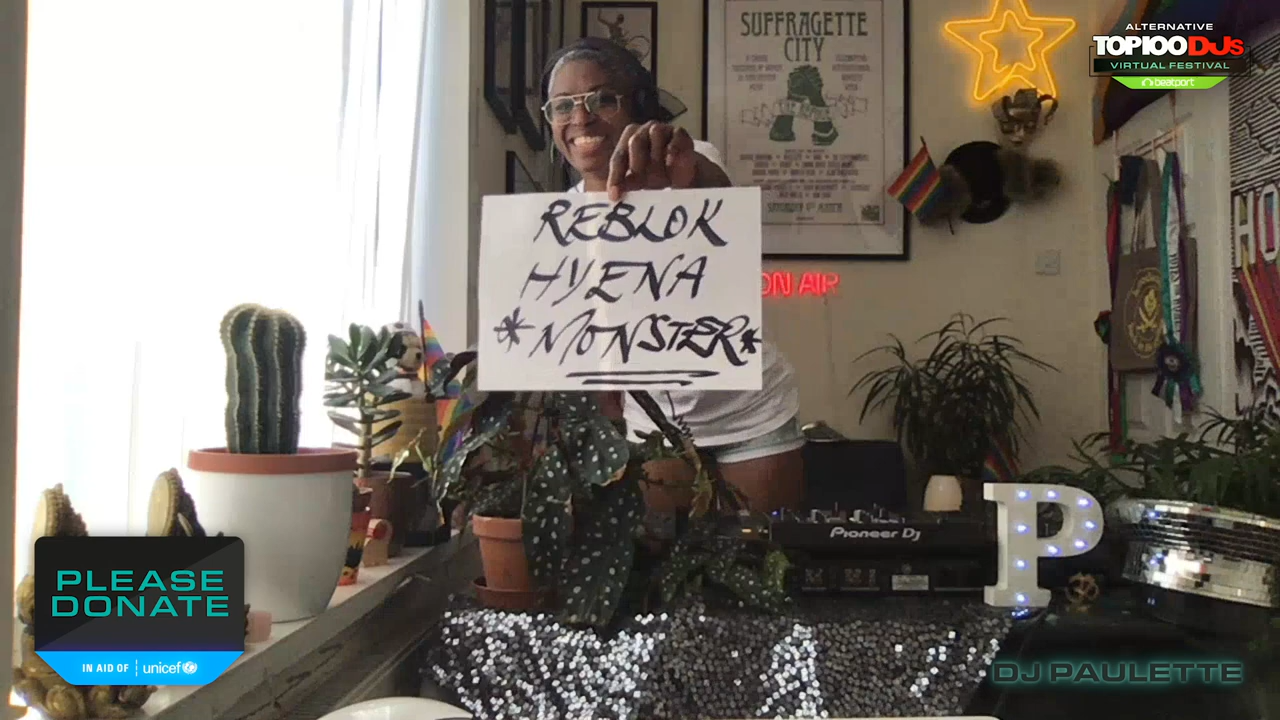 ALTERNATIVE
TOP100DJs
VIRTUAL FESTIVAL
beatport
SUFFRAGETTE
CITY
ON AIR
HO
REBLOK
HYENA
*MONSTER*
Pioneer Dj
P
PLEASE
DONATE
IN AID OF unicef
DJ PAULETTE